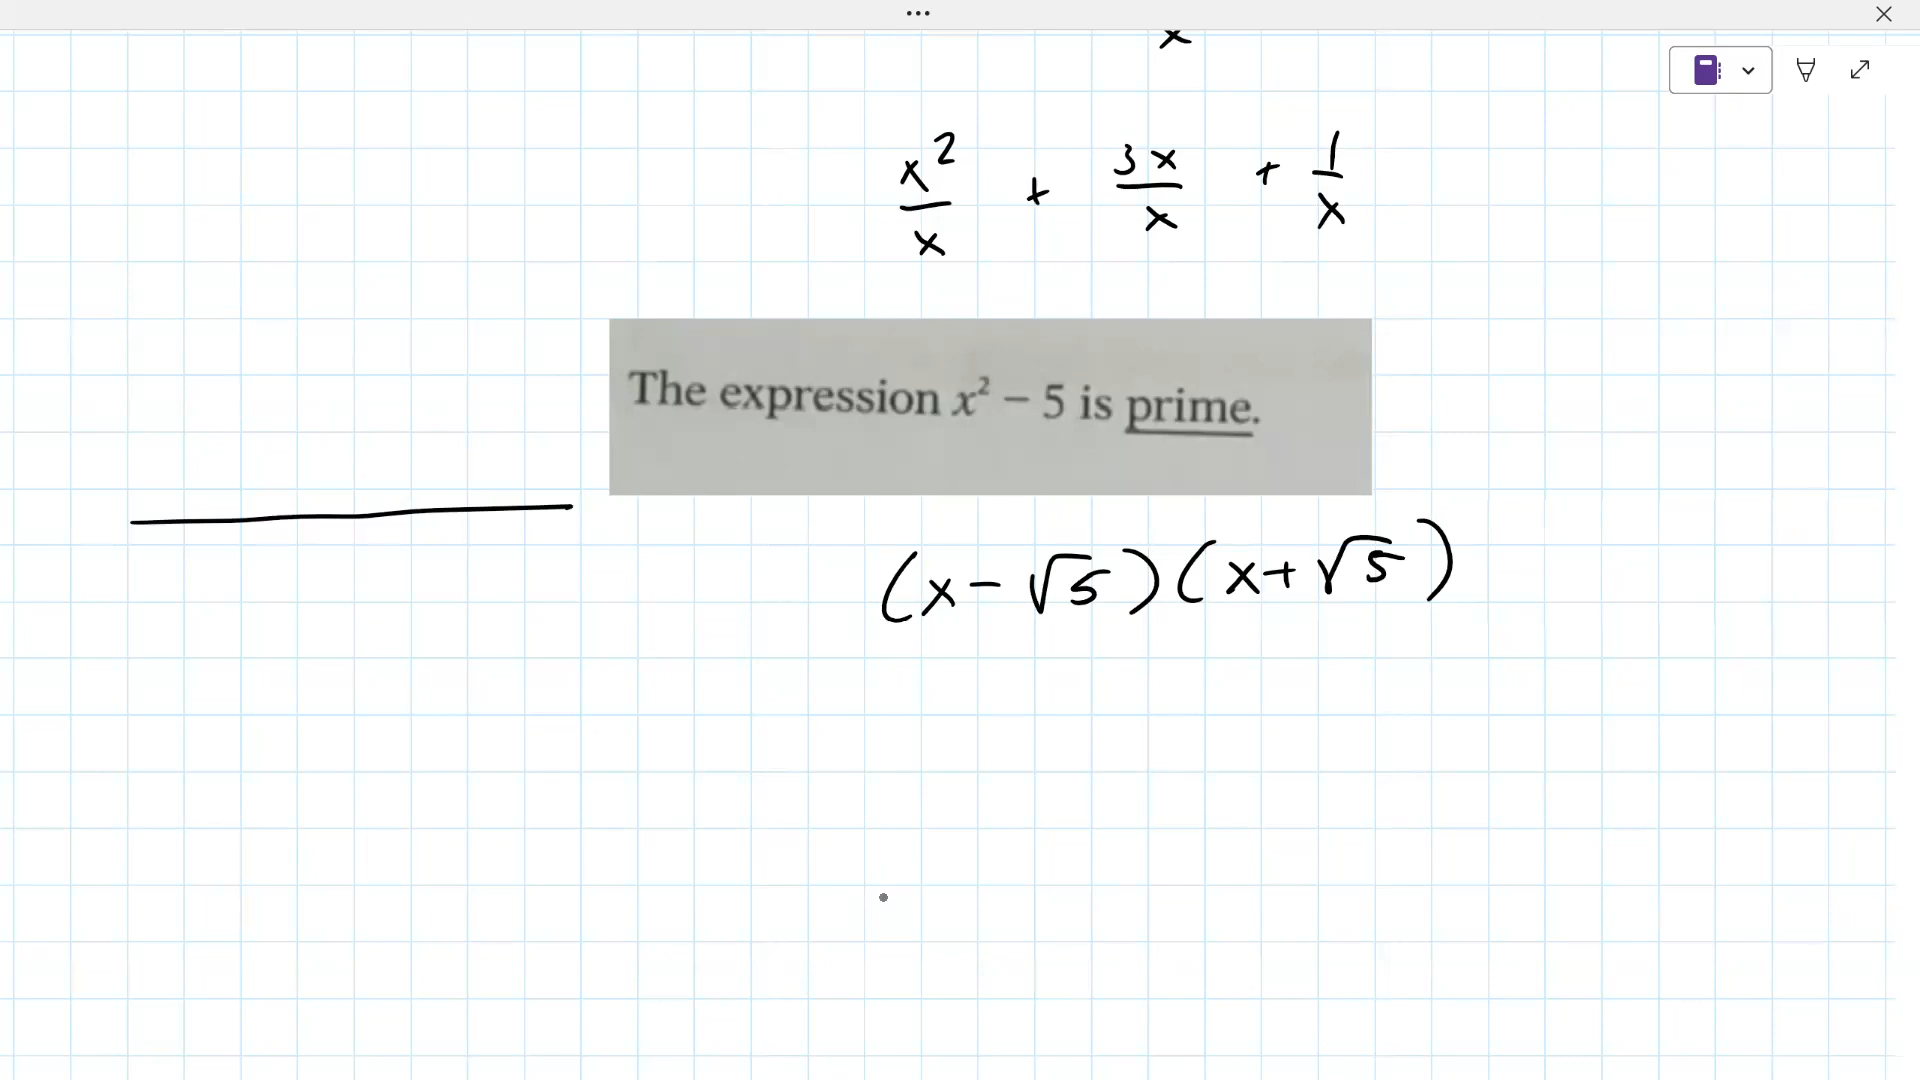 x
x²/x + 3x/x + 1/x
The expression x² − 5 is prime.
(x − √5)(x + √5)